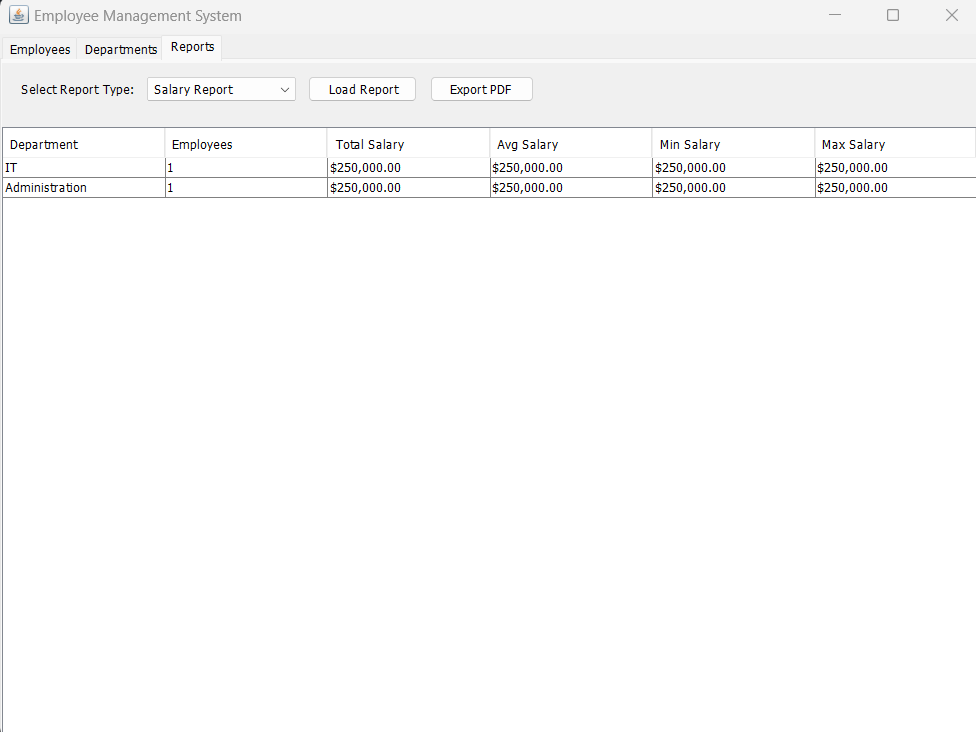 Employee Management System
Employees Departments Reports
Select Report Type: Salary Report Load Report Export PDF
Department Employees Total Salary Avg Salary Min Salary Max Salary
IT 1 $250,000.00 $250,000.00 $250,000.00 $250,000.00
Administration 1 $250,000.00 $250,000.00 $250,000.00 $250,000.00